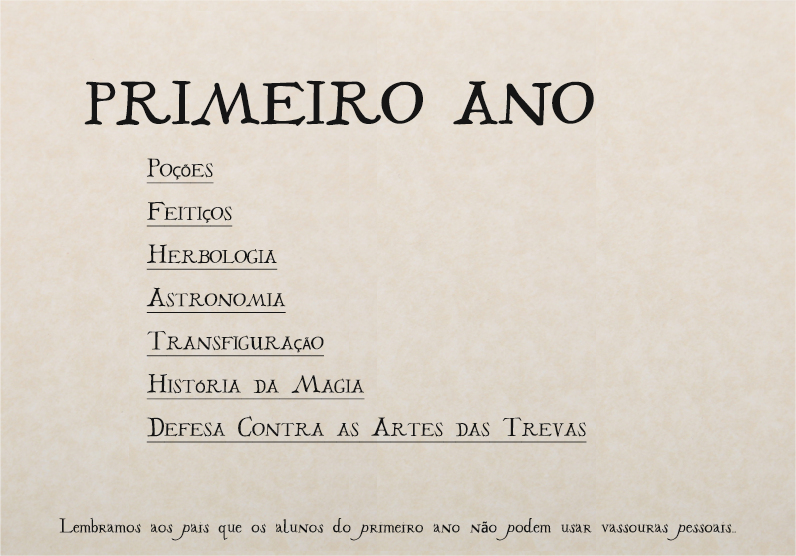 PRIMEIRO ANO
Poções
Feitiços
Herbologia
Astronomia
Transfiguração
História da Magia
Defesa Contra as Artes das Trevas
Lembramos aos pais que os alunos do primeiro ano não podem usar vassouras pessoais..